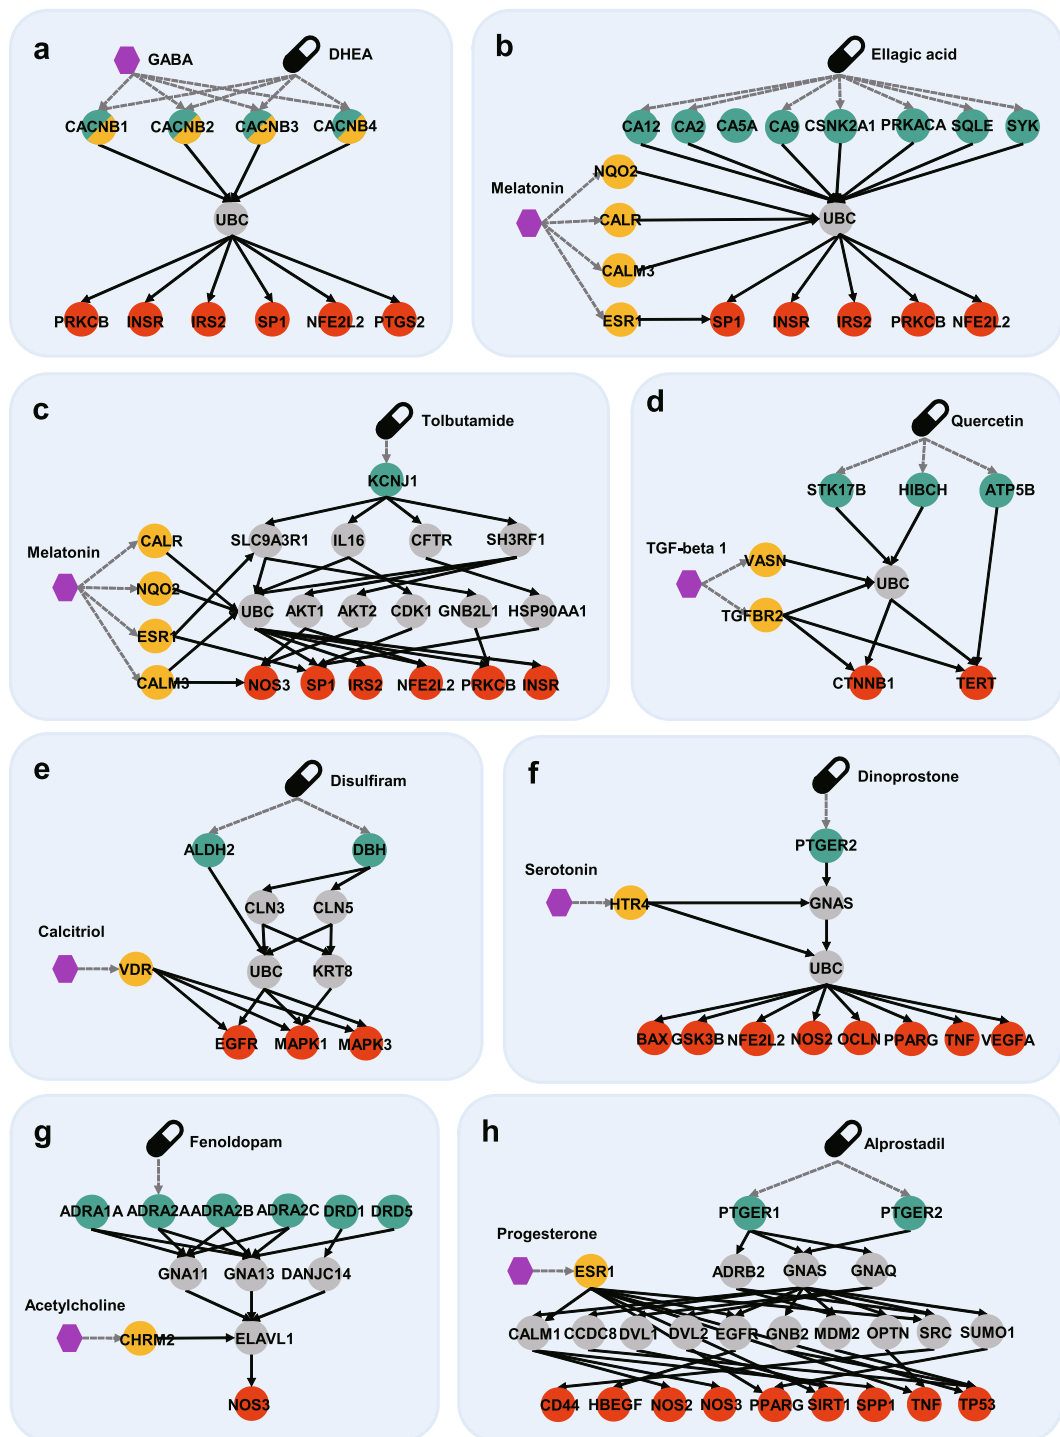 a
GABA
DHEA
CACNB1 CACNB2 CACNB3 CACNB4
UBC
PRKCB INSR IRS2 SP1 NFE2L2 PTGS2
b
Ellagic acid
CA12 CA2 CA5A CA9 CSNK2A1 PRKACA SQLE SYK
NQO2
Melatonin
CALR
UBC
CALM3
ESR1
SP1 INSR IRS2 PRKCB NFE2L2
c
Tolbutamide
KCNJ1
SLC9A3R1 IL16 CFTR SH3RF1
CALR
Melatonin
NQO2
UBC AKT1 AKT2 CDK1 GNB2L1 HSP90AA1
ESR1
CALM3
NOS3 SP1 IRS2 NFE2L2 PRKCB INSR
d
Quercetin
STK17B HIBCH ATP5B
TGF-beta 1
VASN
UBC
TGFBR2
CTNNB1 TERT
e
Disulfiram
ALDH2 DBH
CLN3 CLN5
Calcitriol
VDR
UBC KRT8
EGFR MAPK1 MAPK3
f
Dinoprostone
PTGER2
Serotonin
HTR4
GNAS
UBC
BAX GSK3B NFE2L2 NOS2 OCLN PPARG TNF VEGFA
g
Fenoldopam
ADRA1A ADRA2A ADRA2B ADRA2C DRD1 DRD5
GNA11 GNA13 DANJC14
Acetylcholine
CHRM2
ELAVL1
NOS3
h
Alprostadil
PTGER1 PTGER2
Progesterone
ESR1
ADRB2 GNAS GNAQ
CALM1 CCDC8 DVL1 DVL2 EGFR GNB2 MDM2 OPTN SRC SUMO1
CD44 HBEGF NOS2 NOS3 PPARG SIRT1 SPP1 TNF TP53